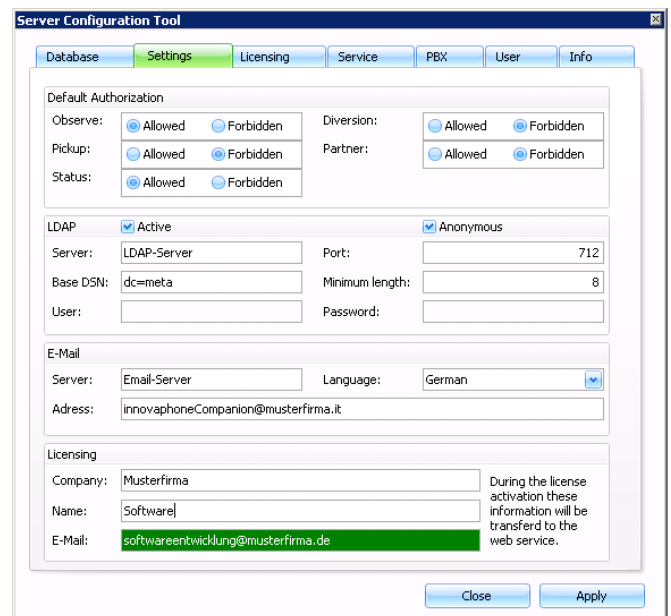 Server Configuration Tool
Database Settings Licensing Service PBX User Info
Default Authorization
Observe: Allowed Forbidden Diversion: Allowed Forbidden
Pickup: Allowed Forbidden Partner: Allowed Forbidden
Status: Allowed Forbidden
LDAP Active Anonymous
Server: LDAP-Server Port: 712
Base DSN: dc=meta Minimum length: 8
User: Password:
E-Mail
Server: Email-Server Language: German
Adress: innovaphoneCompanion@musterfirma.it
Licensing
Company: Musterfirma
Name: Software
E-Mail: softwareentwicklung@musterfirma.de
During the license
activation these
information will be
transferd to the
web service.
Close Apply